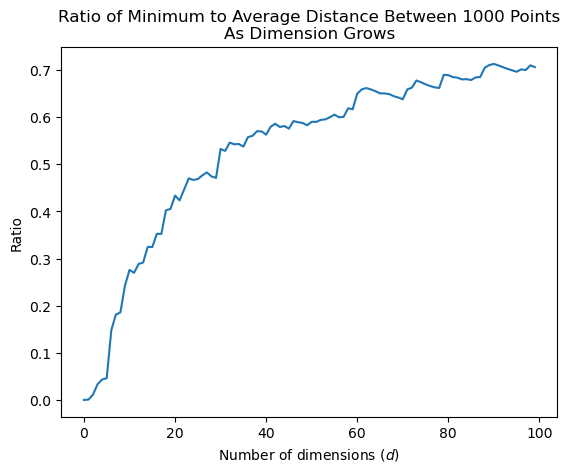 Ratio of Minimum to Average Distance Between 1000 Points
As Dimension Grows
Ratio
0.7
0.6
0.5
0.4
0.3
0.2
0.1
0.0
0 20 40 60 80 100
Number of dimensions (d)